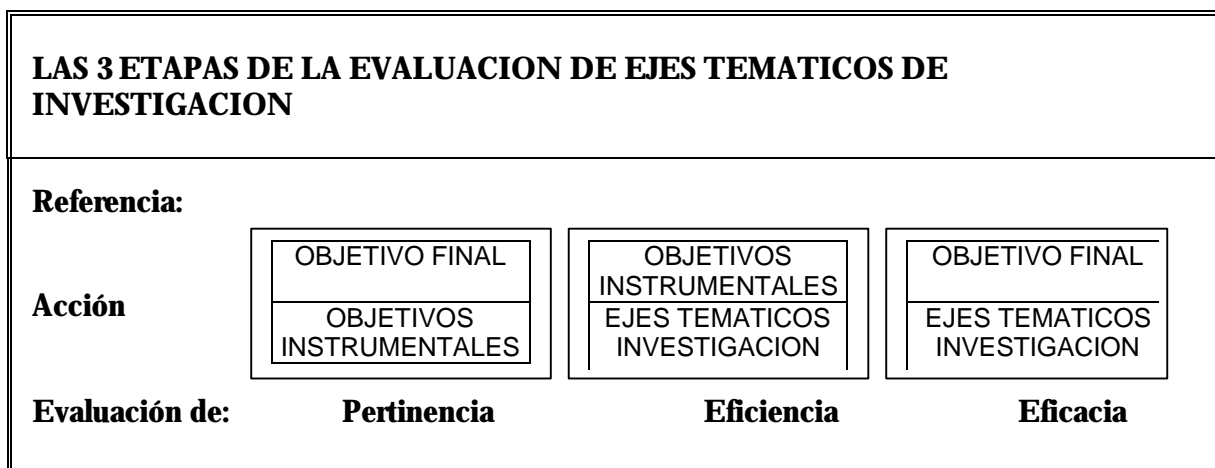 LAS 3 ETAPAS DE LA EVALUACION DE EJES TEMATICOS DE
INVESTIGACION
Referencia:
OBJETIVO FINAL
OBJETIVOS
INSTRUMENTALES
OBJETIVOS
INSTRUMENTALES
EJES TEMATICOS
INVESTIGACION
OBJETIVO FINAL
EJES TEMATICOS
INVESTIGACION
Acción
Evaluación de: Pertinencia Eficiencia Eficacia